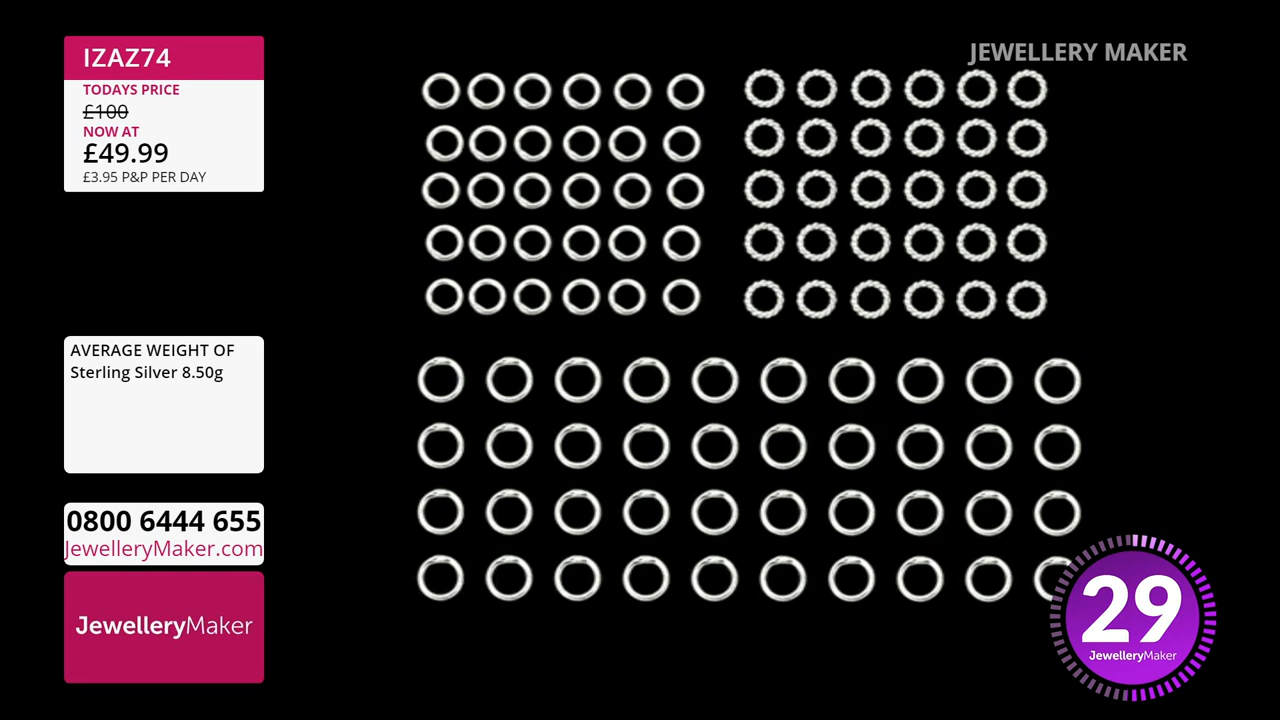 IZAZ74
TODAYS PRICE
£100
NOW AT
£49.99
£3.95 P&P PER DAY
JEWELLERY MAKER
AVERAGE WEIGHT OF
Sterling Silver 8.50g
0800 6444 655
JewelleryMaker.com
JewelleryMaker
29
JewelleryMaker